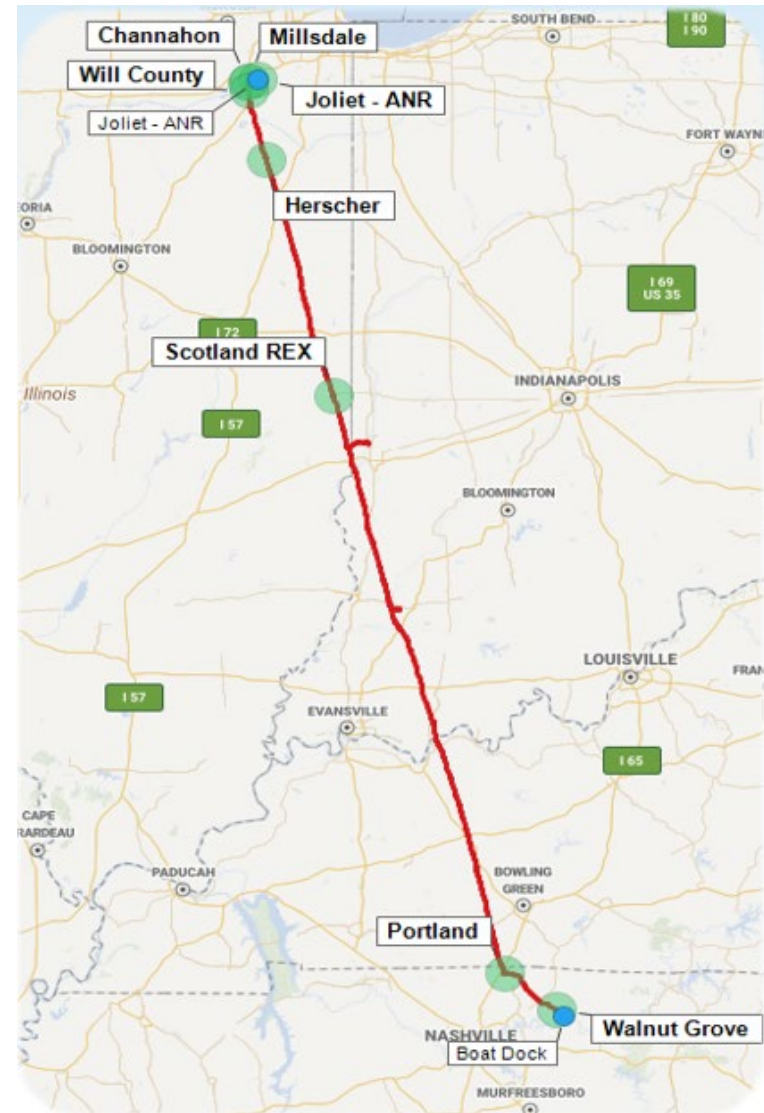 SOUTH BEND
I 80
I 90
Channahon
Millsdale
Will County
Joliet - ANR
Joliet - ANR
FORT WAYNE
Herscher
ORIA
BLOOMINGTON
I 69
US 35
I 72
Scotland REX
INDIANAPOLIS
Illinois
I 57
BLOOMINGTON
LOUISVILLE
FRAN
I 57
EVANSVILLE
I 65
CAPE
RARDEAU
PADUCAH
BOWLING
GREEN
Portland
Walnut Grove
NASHVILLE
Boat Dock
MURFREESBORO